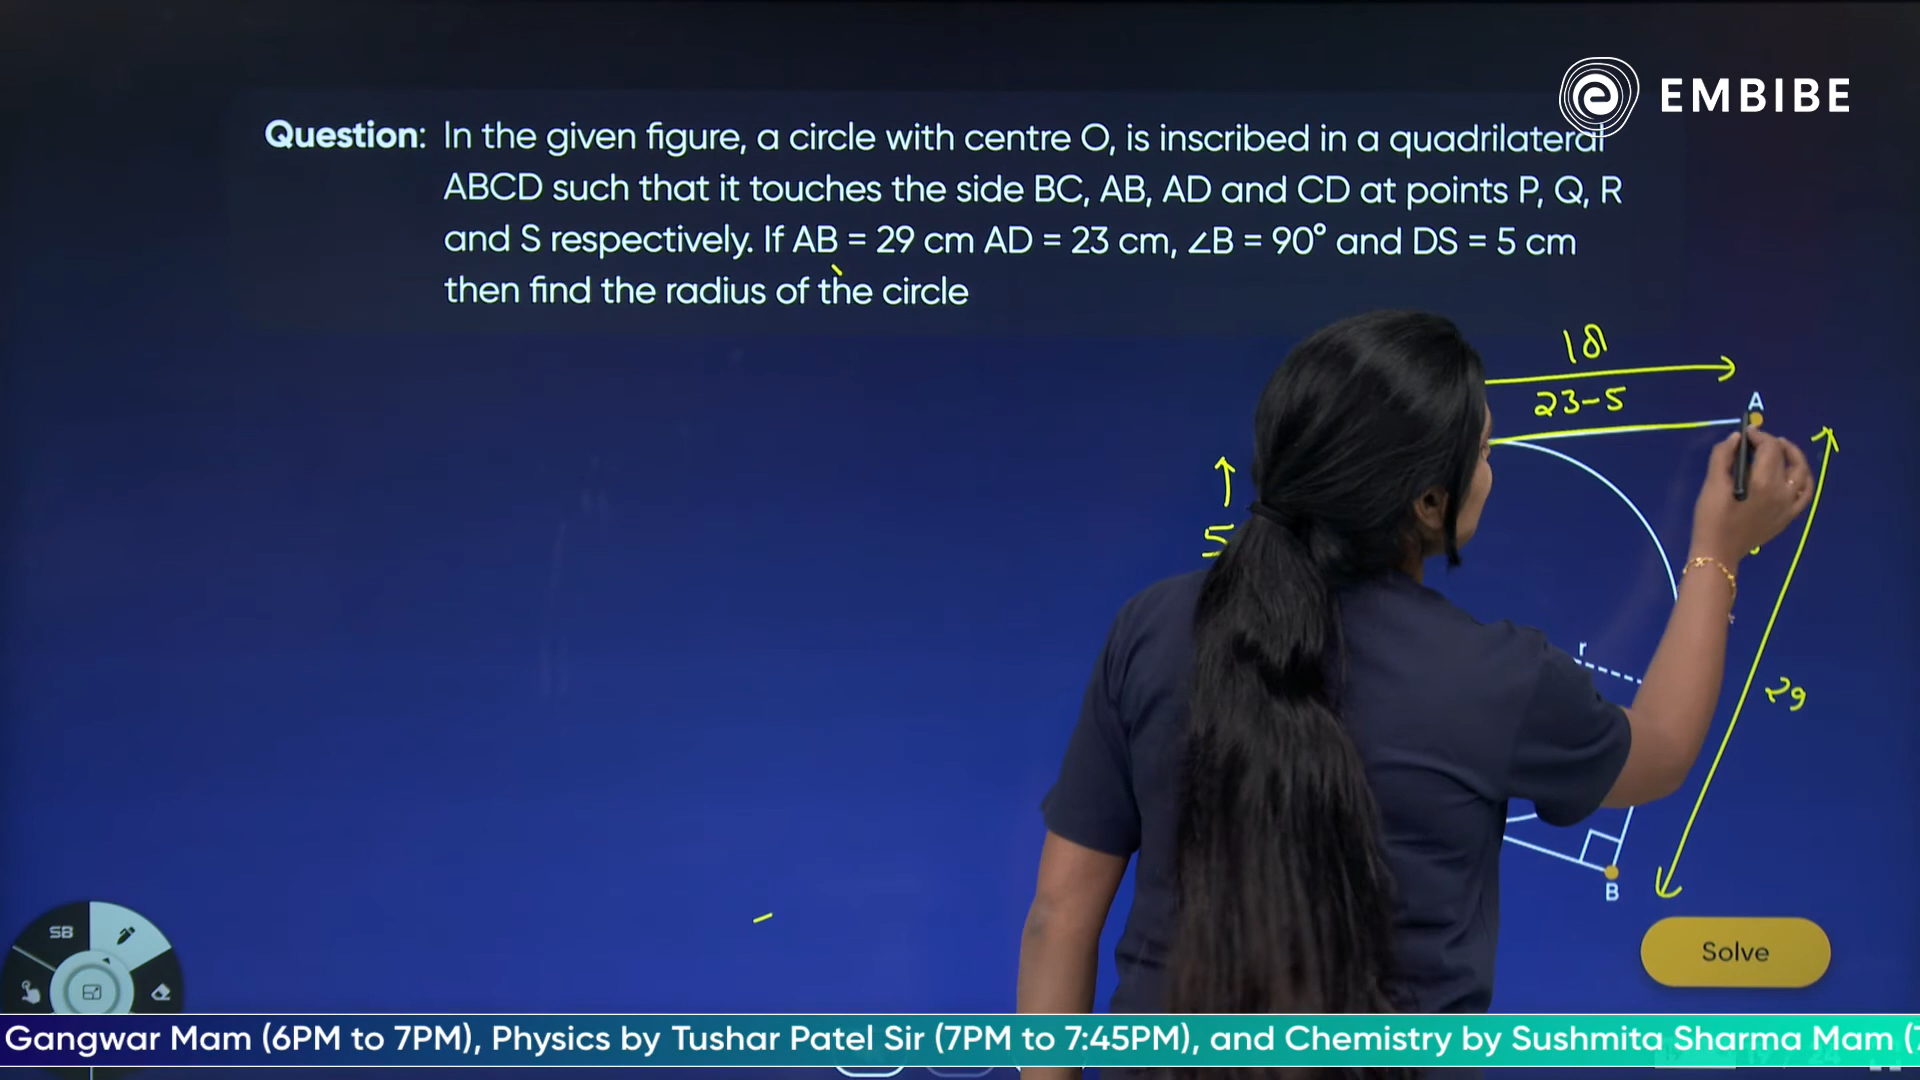 EMBIBE
Question: In the given figure, a circle with centre O, is inscribed in a quadrilateral
ABCD such that it touches the side BC, AB, AD and CD at points P, Q, R
and S respectively. If AB = 29 cm AD = 23 cm, ∠B = 90° and DS = 5 cm
then find the radius of the circle
18
23-5
A
5
r
29
B
SB
Solve
Gangwar Mam (6PM to 7PM), Physics by Tushar Patel Sir (7PM to 7:45PM), and Chemistry by Sushmita Sharma Mam (